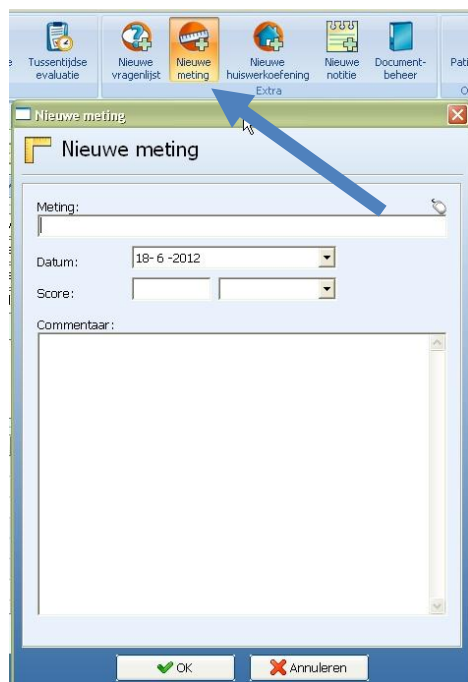 Tussentijdse Nieuwe Nieuwe Nieuwe Nieuwe Document- Pati
evaluatie vragenlijst meting huiswerkoefening notitie beheer
Extra
Nieuwe meting
Nieuwe meting
Meting:
Datum: 18- 6 -2012
Score:
Commentaar:
OK Annuleren